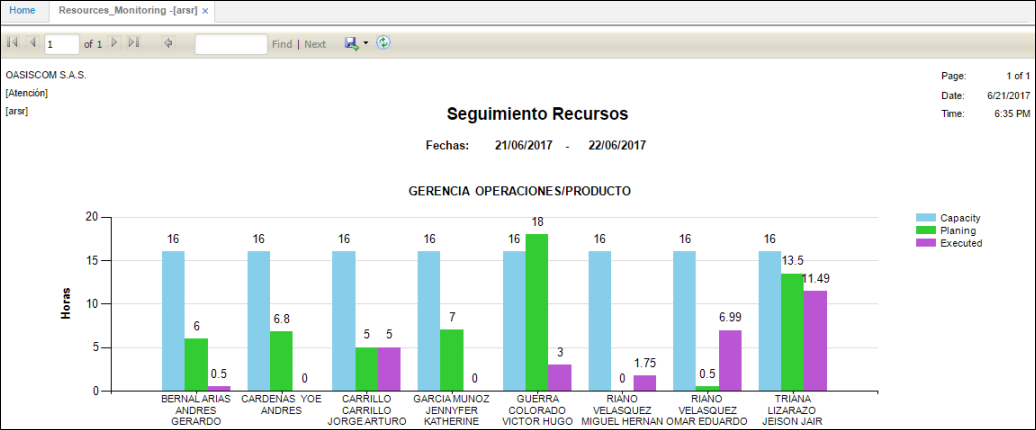 Home Resources_Monitoring -[arsr] ×
1 of 1 Find | Next
OASISCOM S.A.S. Page: 1 of 1
[Atención] Date: 6/21/2017
[arsr] Time: 6:35 PM
Seguimiento Recursos
Fechas: 21/06/2017 - 22/06/2017
GERENCIA OPERACIONES/PRODUCTO
Capacity
Planing
Executed
Horas
20
15
10
5
0
16 6 0.5
16 6.8 0
16 5 5
16 7 0
16 18 3
16 0 1.75
16 0.5 6.99
16 13.5 11.49
BERNAL ARIAS
ANDRES
GERARDO
CARDENAS YOE
ANDRES
CARRILLO
CARRILLO
JORGE ARTURO
GARCIA MUNOZ
JENNYFER
KATHERINE
GUERRA
COLORADO
VICTOR HUGO
RIANO
VELASQUEZ
MIGUEL HERNAN
RIANO
VELASQUEZ
OMAR EDUARDO
TRIANA
LIZARAZO
JEISON JAIR